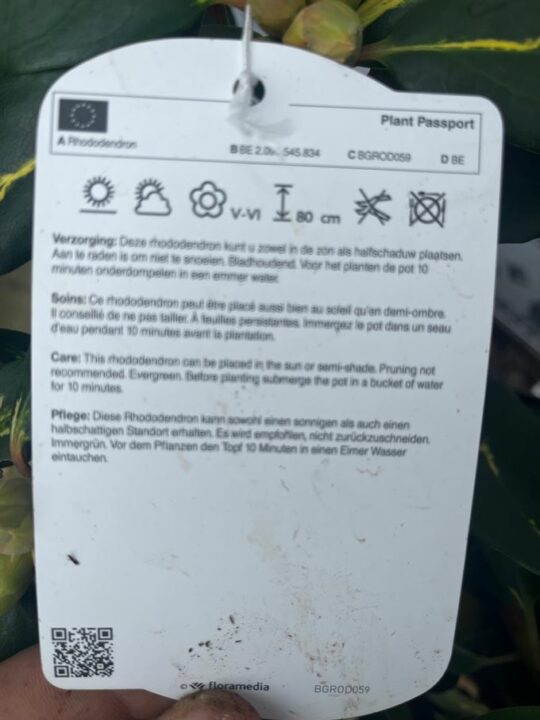 Plant Passport
A Rhododendron B BE 2.0 545.834 C BGROD059 D BE
V-VI 80 cm
Verzorging: Deze rhododendron kunt u zowel in de zon als halfschaduw plaatsen.
Aan te raden is om niet te snoeien. Bladhoudend. Voor het planten de pot 10
minuten onderdompelen in een emmer water.
Soins: Ce rhododendron peut être placé aussi bien au soleil qu'en demi-ombre.
Il conseillé de ne pas tailler. À feuilles persistantes. Immergez le pot dans un seau
d'eau pendant 10 minutes avant la plantation.
Care: This rhododendron can be placed in the sun or semi-shade. Pruning not
recommended. Evergreen. Before planting submerge the pot in a bucket of water
for 10 minutes.
Pflege: Diese Rhododendron kann sowohl einen sonnigen als auch einen
halbschattigen Standort erhalten. Es wird empfohlen, nicht zurückzuschneiden.
Immergrün. Vor dem Pflanzen den Topf 10 Minuten in einen Eimer Wasser
eintauchen.
© floramedia BGROD059